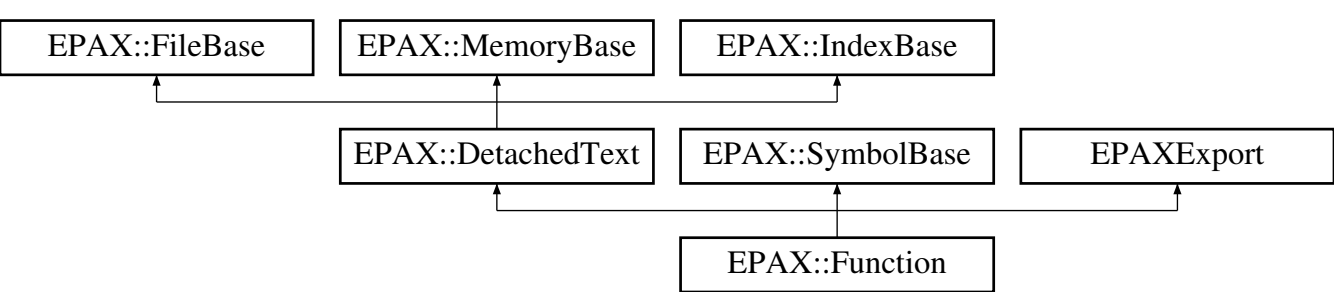 EPAX::FileBase
EPAX::MemoryBase
EPAX::IndexBase
EPAX::DetachedText
EPAX::SymbolBase
EPAXExport
EPAX::Function